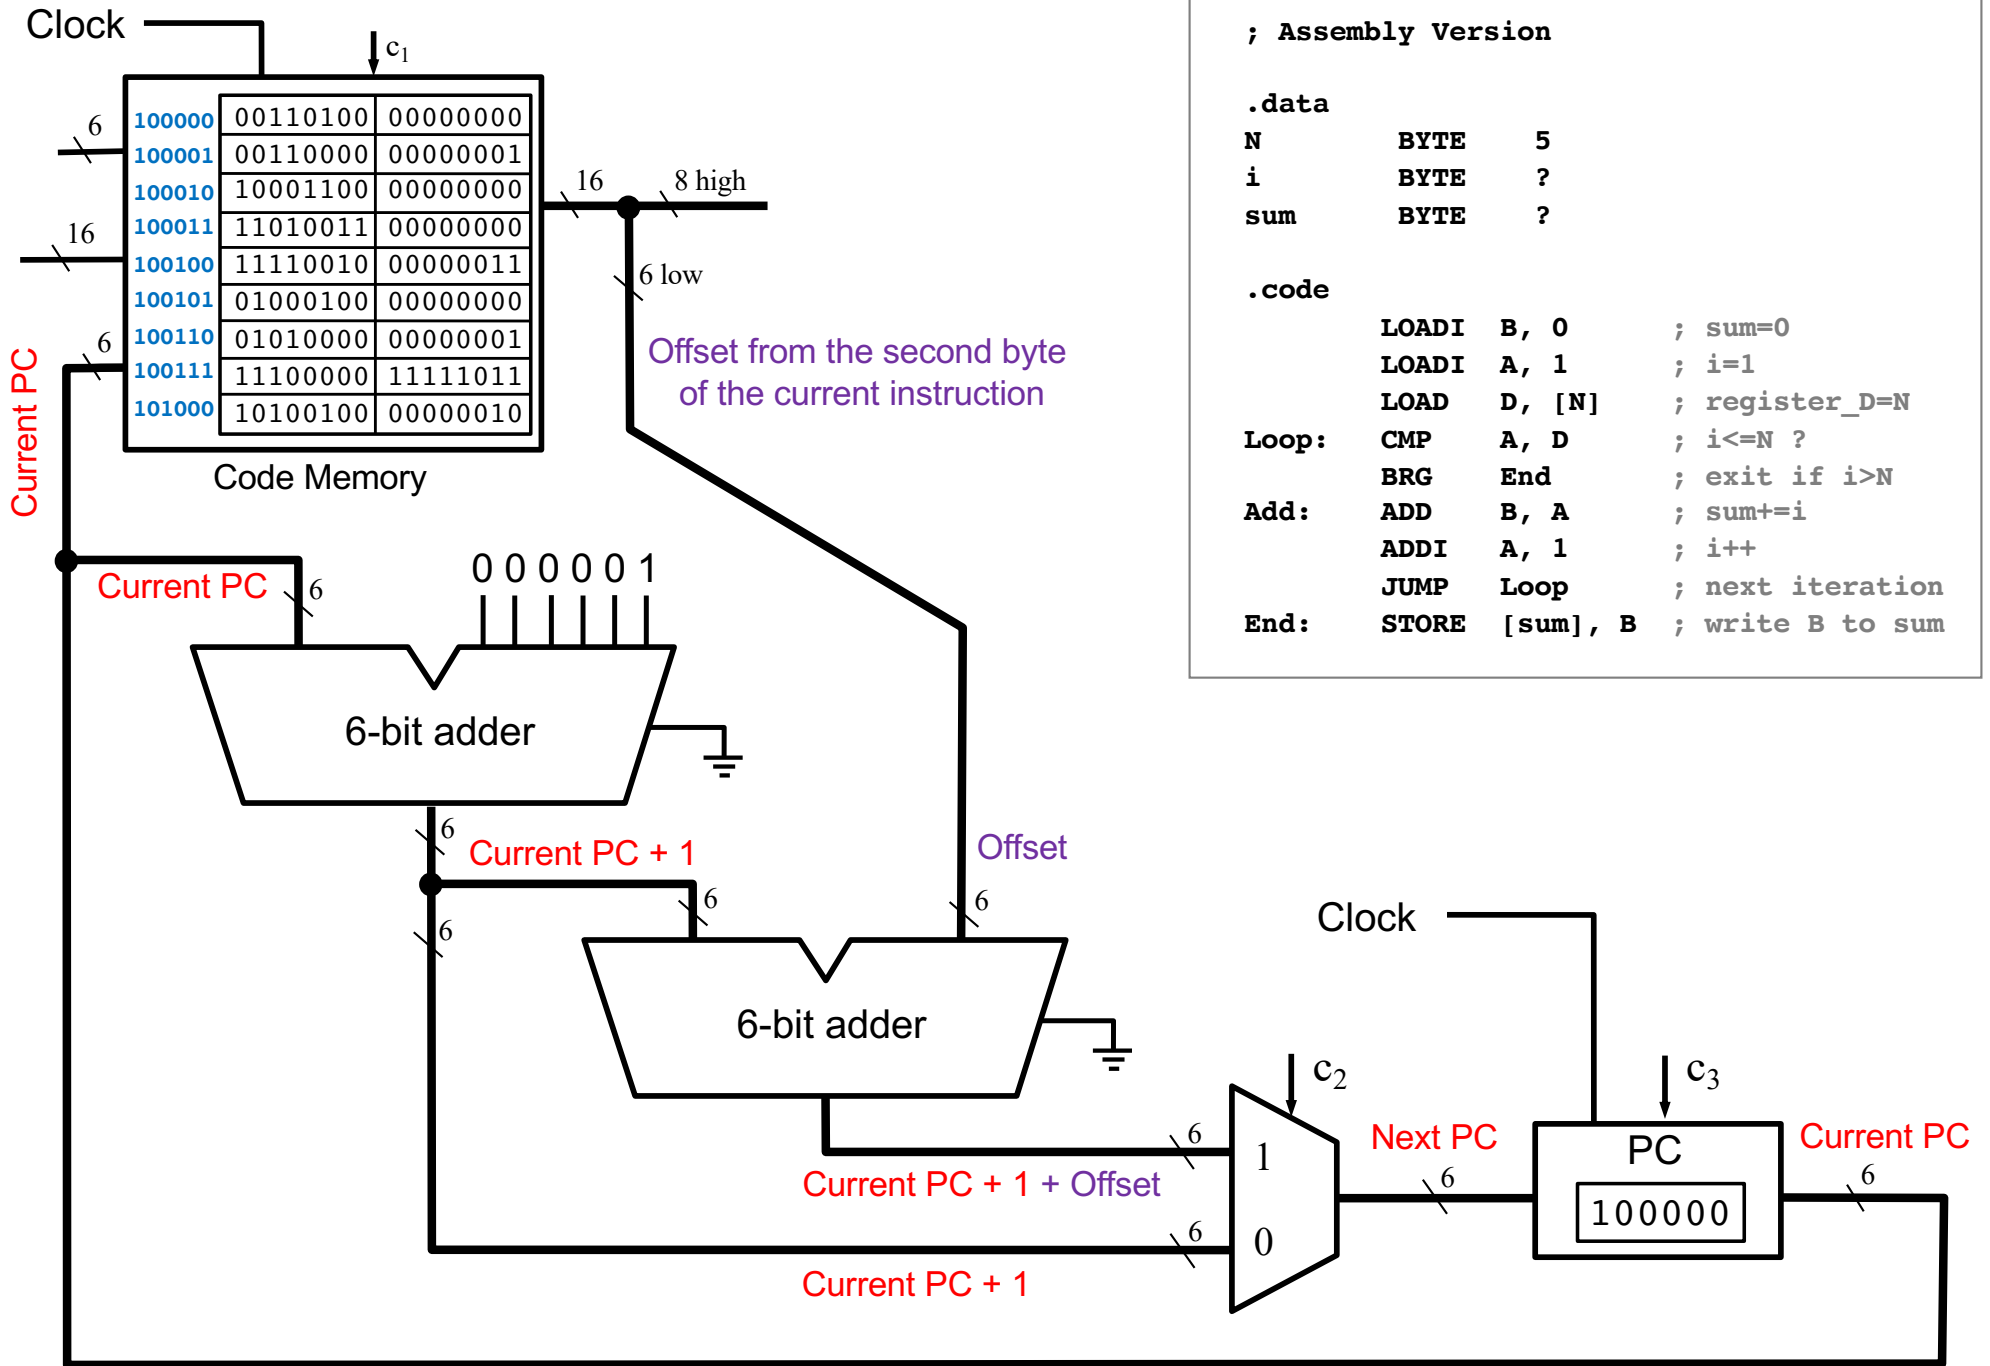 Clock
c1
6
16
6
Current PC
100000 00110100 00000000
100001 00110000 00000001
100010 10001100 00000000
100011 11010011 00000000
100100 11110010 00000011
100101 01000100 00000000
100110 01010000 00000001
100111 11100000 11111011
101000 10100100 00000010
Code Memory
16
8 high
6 low
Offset from the second byte
of the current instruction
; Assembly Version
.data
N BYTE 5
i BYTE ?
sum BYTE ?
.code
LOADI B, 0 ; sum=0
LOADI A, 1 ; i=1
LOAD D, [N] ; register_D=N
Loop: CMP A, D ; i<=N ?
BRG End ; exit if i>N
Add: ADD B, A ; sum+=i
ADDI A, 1 ; i++
JUMP Loop ; next iteration
End: STORE [sum], B ; write B to sum
Current PC
6
0 0 0 0 0 1
6-bit adder
6
Current PC + 1
6
6
Offset
6
6-bit adder
6
Current PC + 1 + Offset
6
Current PC + 1
c2
1
0
Next PC
6
Clock
c3
PC
100000
Current PC
6